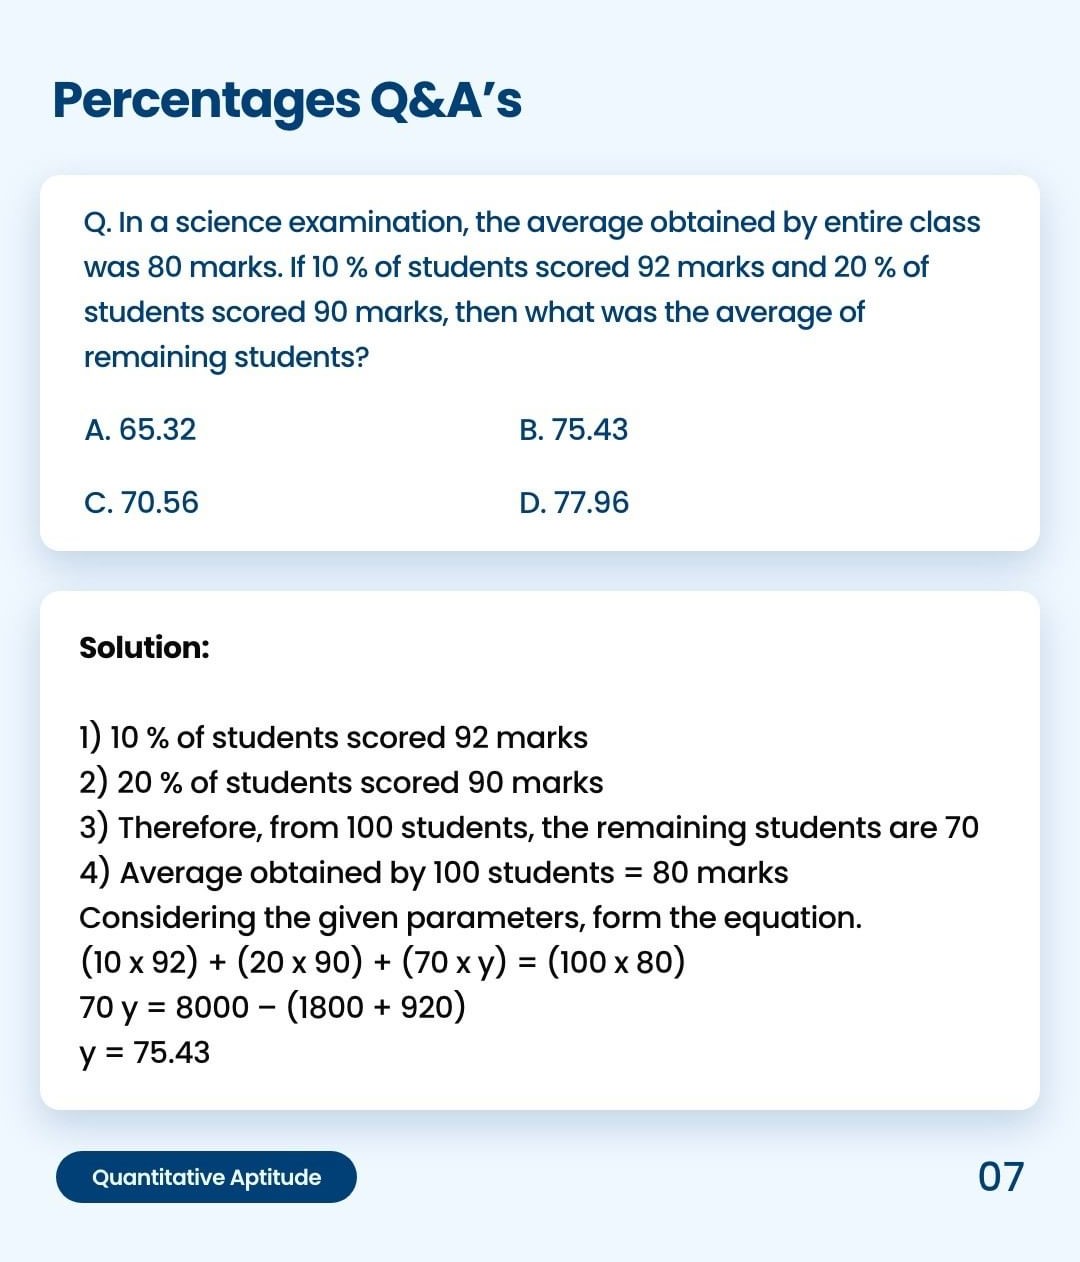 Percentages Q&A’s
Q. In a science examination, the average obtained by entire class
was 80 marks. If 10 % of students scored 92 marks and 20 % of
students scored 90 marks, then what was the average of
remaining students?
A. 65.32
B. 75.43
C. 70.56
D. 77.96
Solution:
1) 10 % of students scored 92 marks
2) 20 % of students scored 90 marks
3) Therefore, from 100 students, the remaining students are 70
4) Average obtained by 100 students = 80 marks
Considering the given parameters, form the equation.
(10 x 92) + (20 x 90) + (70 x y) = (100 x 80)
70 y = 8000 – (1800 + 920)
y = 75.43
Quantitative Aptitude
07